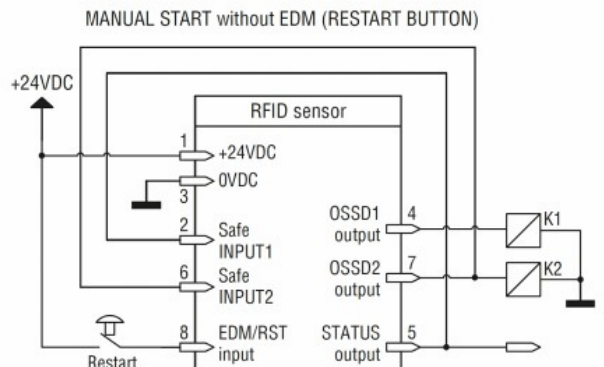 MANUAL START without EDM (RESTART BUTTON)
+24VDC
RFID sensor
1
+24VDC
0VDC
3
2
Safe
INPUT1
6
Safe
INPUT2
8
EDM/RST
input
Restart
OSSD1
output
4
K1
OSSD2
output
7
K2
STATUS
output
5